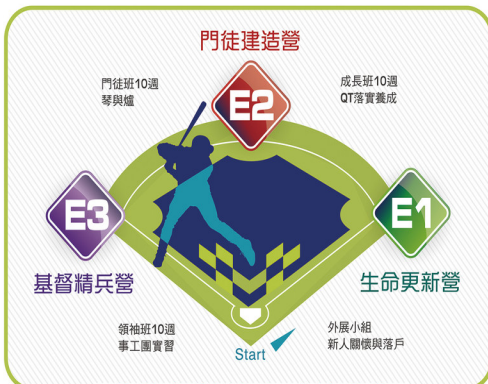 門徒建造營
E2
門徒班10週
琴與爐
成長班10週
QT落實養成
E3
E1
基督精兵營
生命更新營
領袖班10週
事工團實習
外展小組
新人關懷與落戶
Start